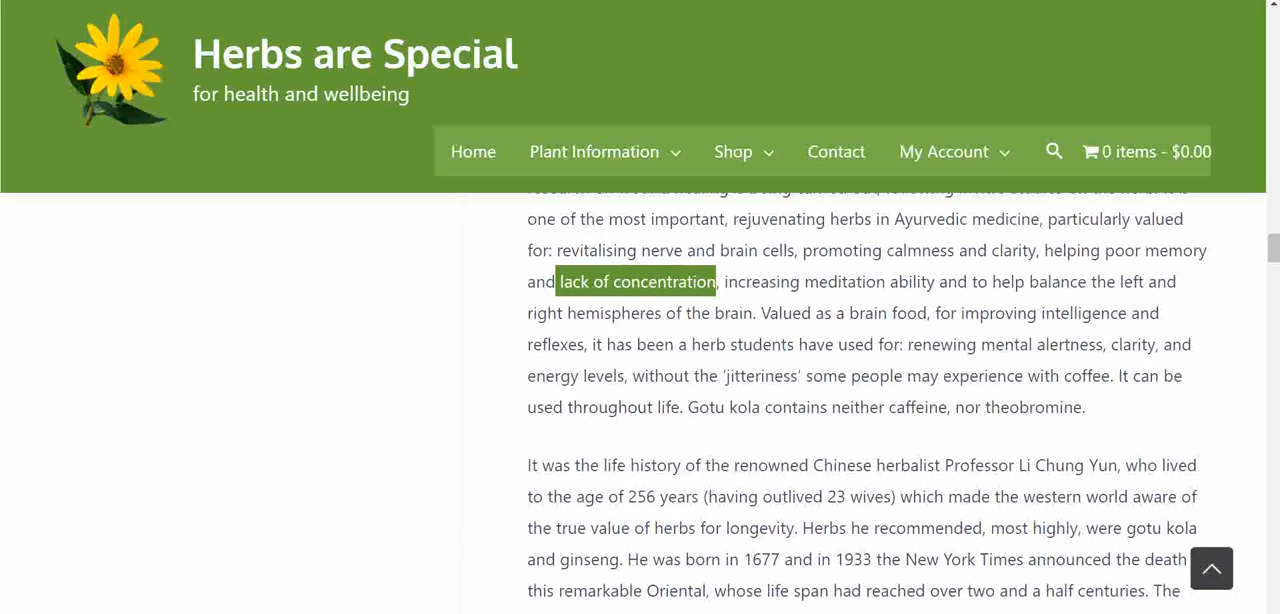 Herbs are Special
for health and wellbeing
Home Plant Information Shop Contact My Account 0 items - $0.00
one of the most important, rejuvenating herbs in Ayurvedic medicine, particularly valued
for: revitalising nerve and brain cells, promoting calmness and clarity, helping poor memory
and lack of concentration, increasing meditation ability and to help balance the left and
right hemispheres of the brain. Valued as a brain food, for improving intelligence and
reflexes, it has been a herb students have used for: renewing mental alertness, clarity, and
energy levels, without the ‘jitteriness’ some people may experience with coffee. It can be
used throughout life. Gotu kola contains neither caffeine, nor theobromine.
It was the life history of the renowned Chinese herbalist Professor Li Chung Yun, who lived
to the age of 256 years (having outlived 23 wives) which made the western world aware of
the true value of herbs for longevity. Herbs he recommended, most highly, were gotu kola
and ginseng. He was born in 1677 and in 1933 the New York Times announced the death
this remarkable Oriental, whose life span had reached over two and a half centuries. The